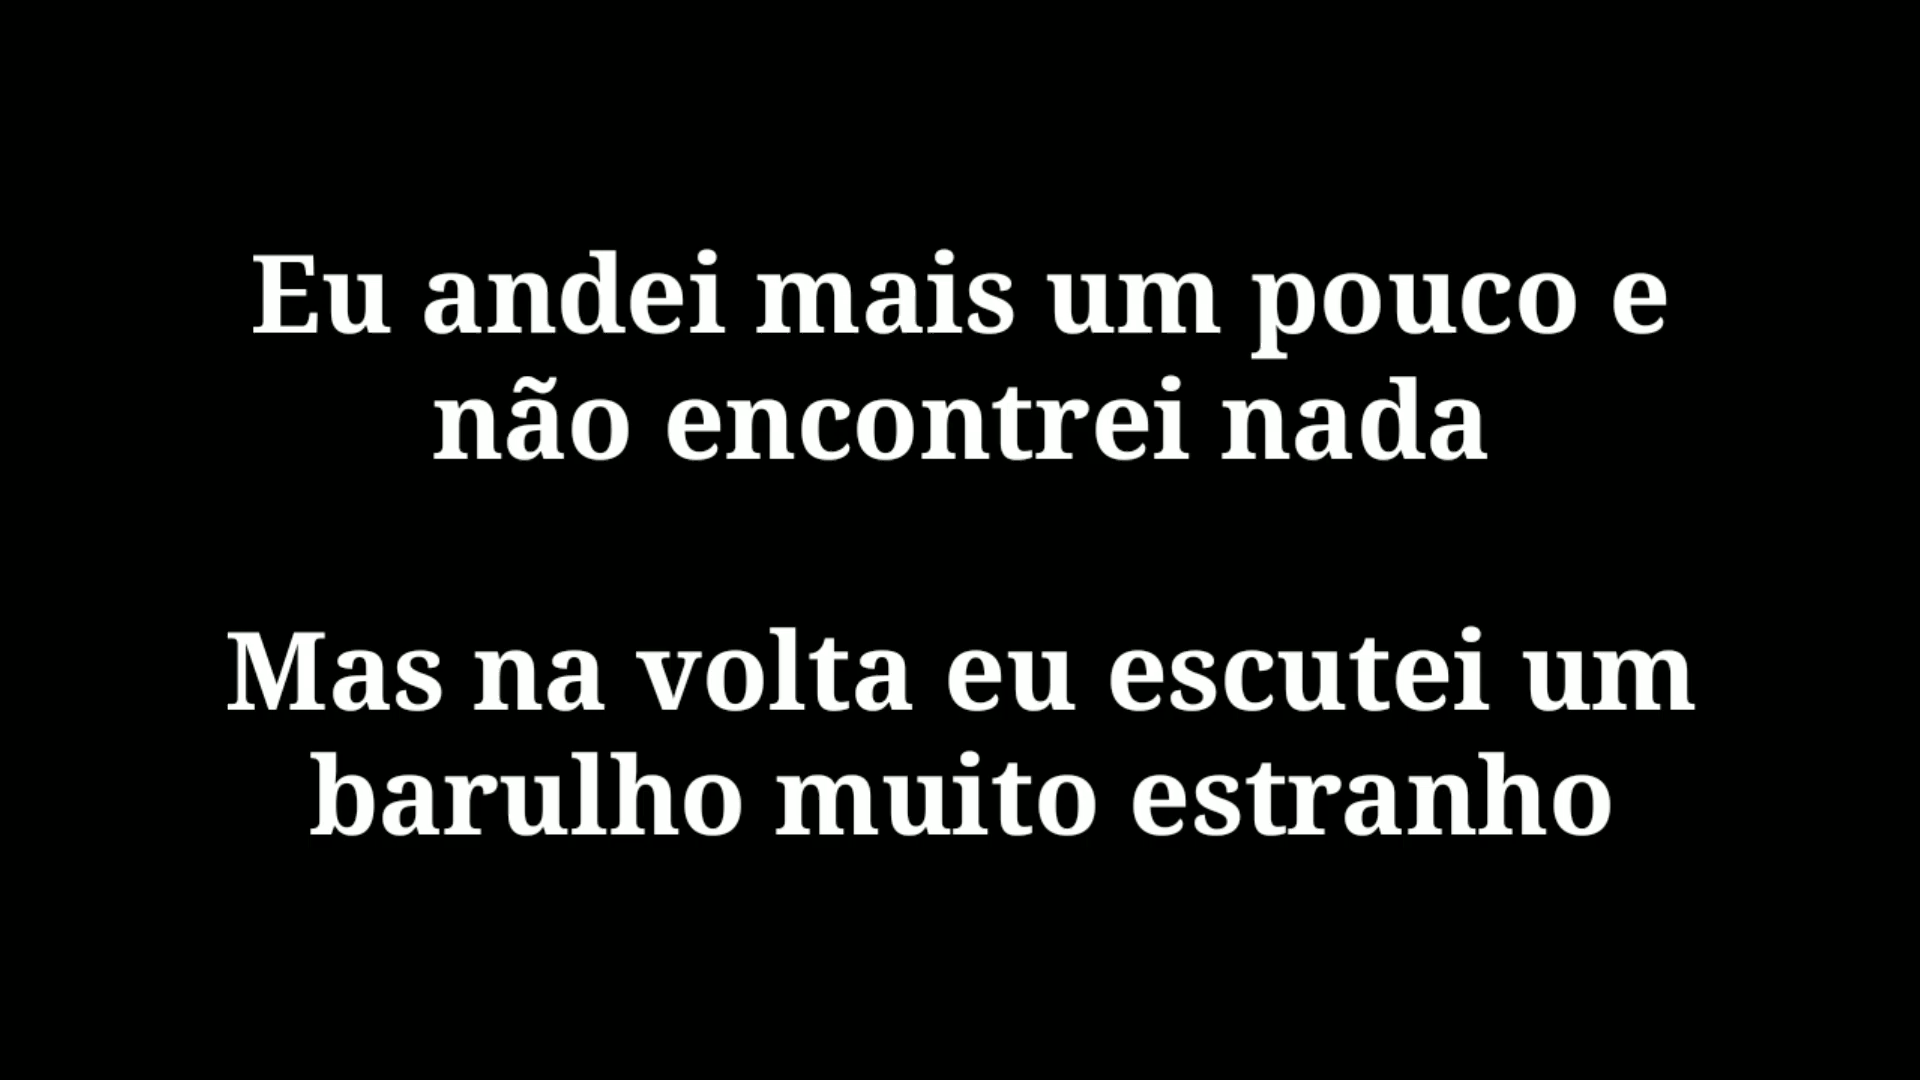 Eu andei mais um pouco e
não encontrei nada
Mas na volta eu escutei um
barulho muito estranho